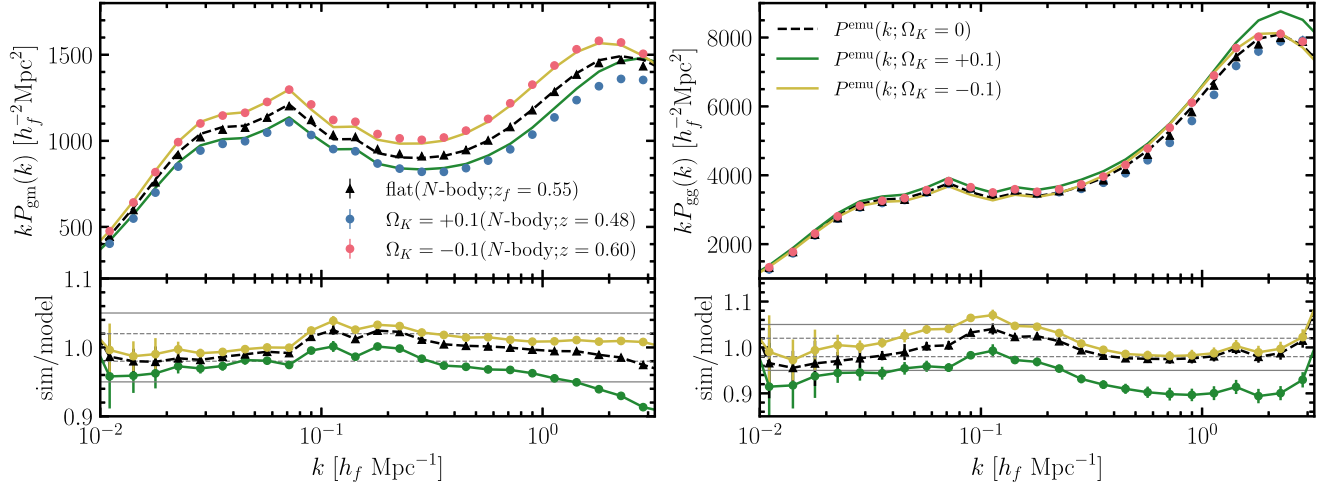 kP_gm(k) [h_f^-2 Mpc^2]
1500
1000
500
flat(N-body;z_f = 0.55)
Ω_K = +0.1(N-body;z = 0.48)
Ω_K = −0.1(N-body;z = 0.60)
sim/model
1.1
1.0
0.9
10^-2
10^-1
10^0
k [h_f Mpc^-1]
kP_gg(k) [h_f^-2 Mpc^2]
8000
6000
4000
2000
P^emu(k; Ω_K = 0)
P^emu(k; Ω_K = +0.1)
P^emu(k; Ω_K = −0.1)
sim/model
1.1
1.0
0.9
10^-2
10^-1
10^0
k [h_f Mpc^-1]